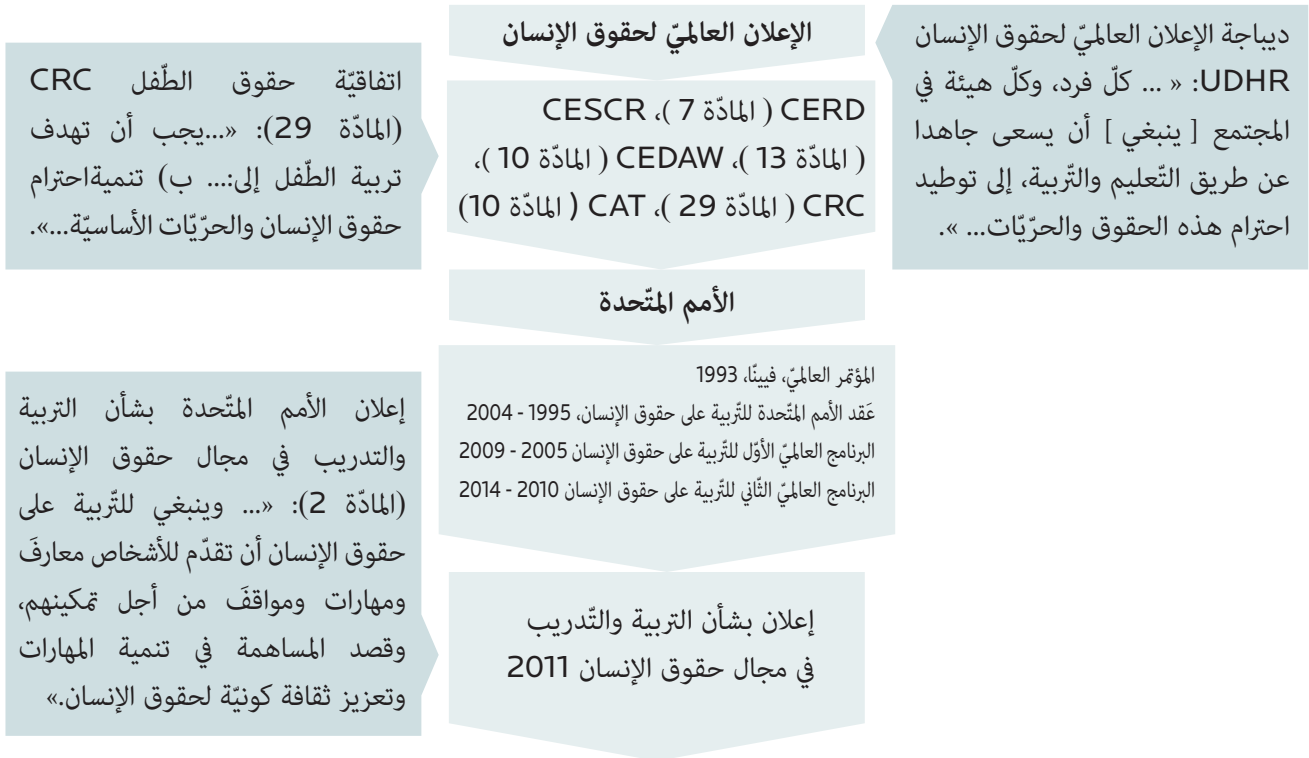 ديباجة الإعلان العالميّ لحقوق الإنسان
UDHR: « ... كلّ فرد، وكلّ هيئة في
المجتمع [ ينبغي ] أن يسعى جاهدا
عن طريق التّعليم والتّربية، إلى توطيد
احترام هذه الحقوق والحرّيّات... ».
الإعلان العالميّ لحقوق الإنسان
CERD ( المادّة 7 )، CESCR
( المادّة 13 )، CEDAW ( المادّة 10 )،
CRC ( المادّة 29 )، CAT ( المادّة 10)
اتفاقيّة حقوق الطّفل CRC
(المادّة 29): «...يجب أن تهدف
تربية الطّفل إلى:... ب) تنميةاحترام
حقوق الإنسان والحرّيّات الأساسيّة...».
الأمم المتّحدة
المؤتمر العالميّ، فيينّا، 1993
عَقد الأمم المتّحدة للتّربية على حقوق الإنسان، 1995 - 2004
البرنامج العالميّ الأوّل للتّربية على حقوق الإنسان 2005 - 2009
البرنامج العالميّ الثّاني للتّربية على حقوق الإنسان 2010 - 2014
إعلان بشأن التربية والتّدريب
في مجال حقوق الإنسان 2011
إعلان الأمم المتّحدة بشأن التربية
والتدريب في مجال حقوق الإنسان
(المادّة 2): «... وينبغي للتّربية على
حقوق الإنسان أن تقدّم للأشخاص معارفَ
ومهارات ومواقفَ من أجل تمكينهم،
وقصد المساهمة في تنمية المهارات
وتعزيز ثقافة كونيّة لحقوق الإنسان.»